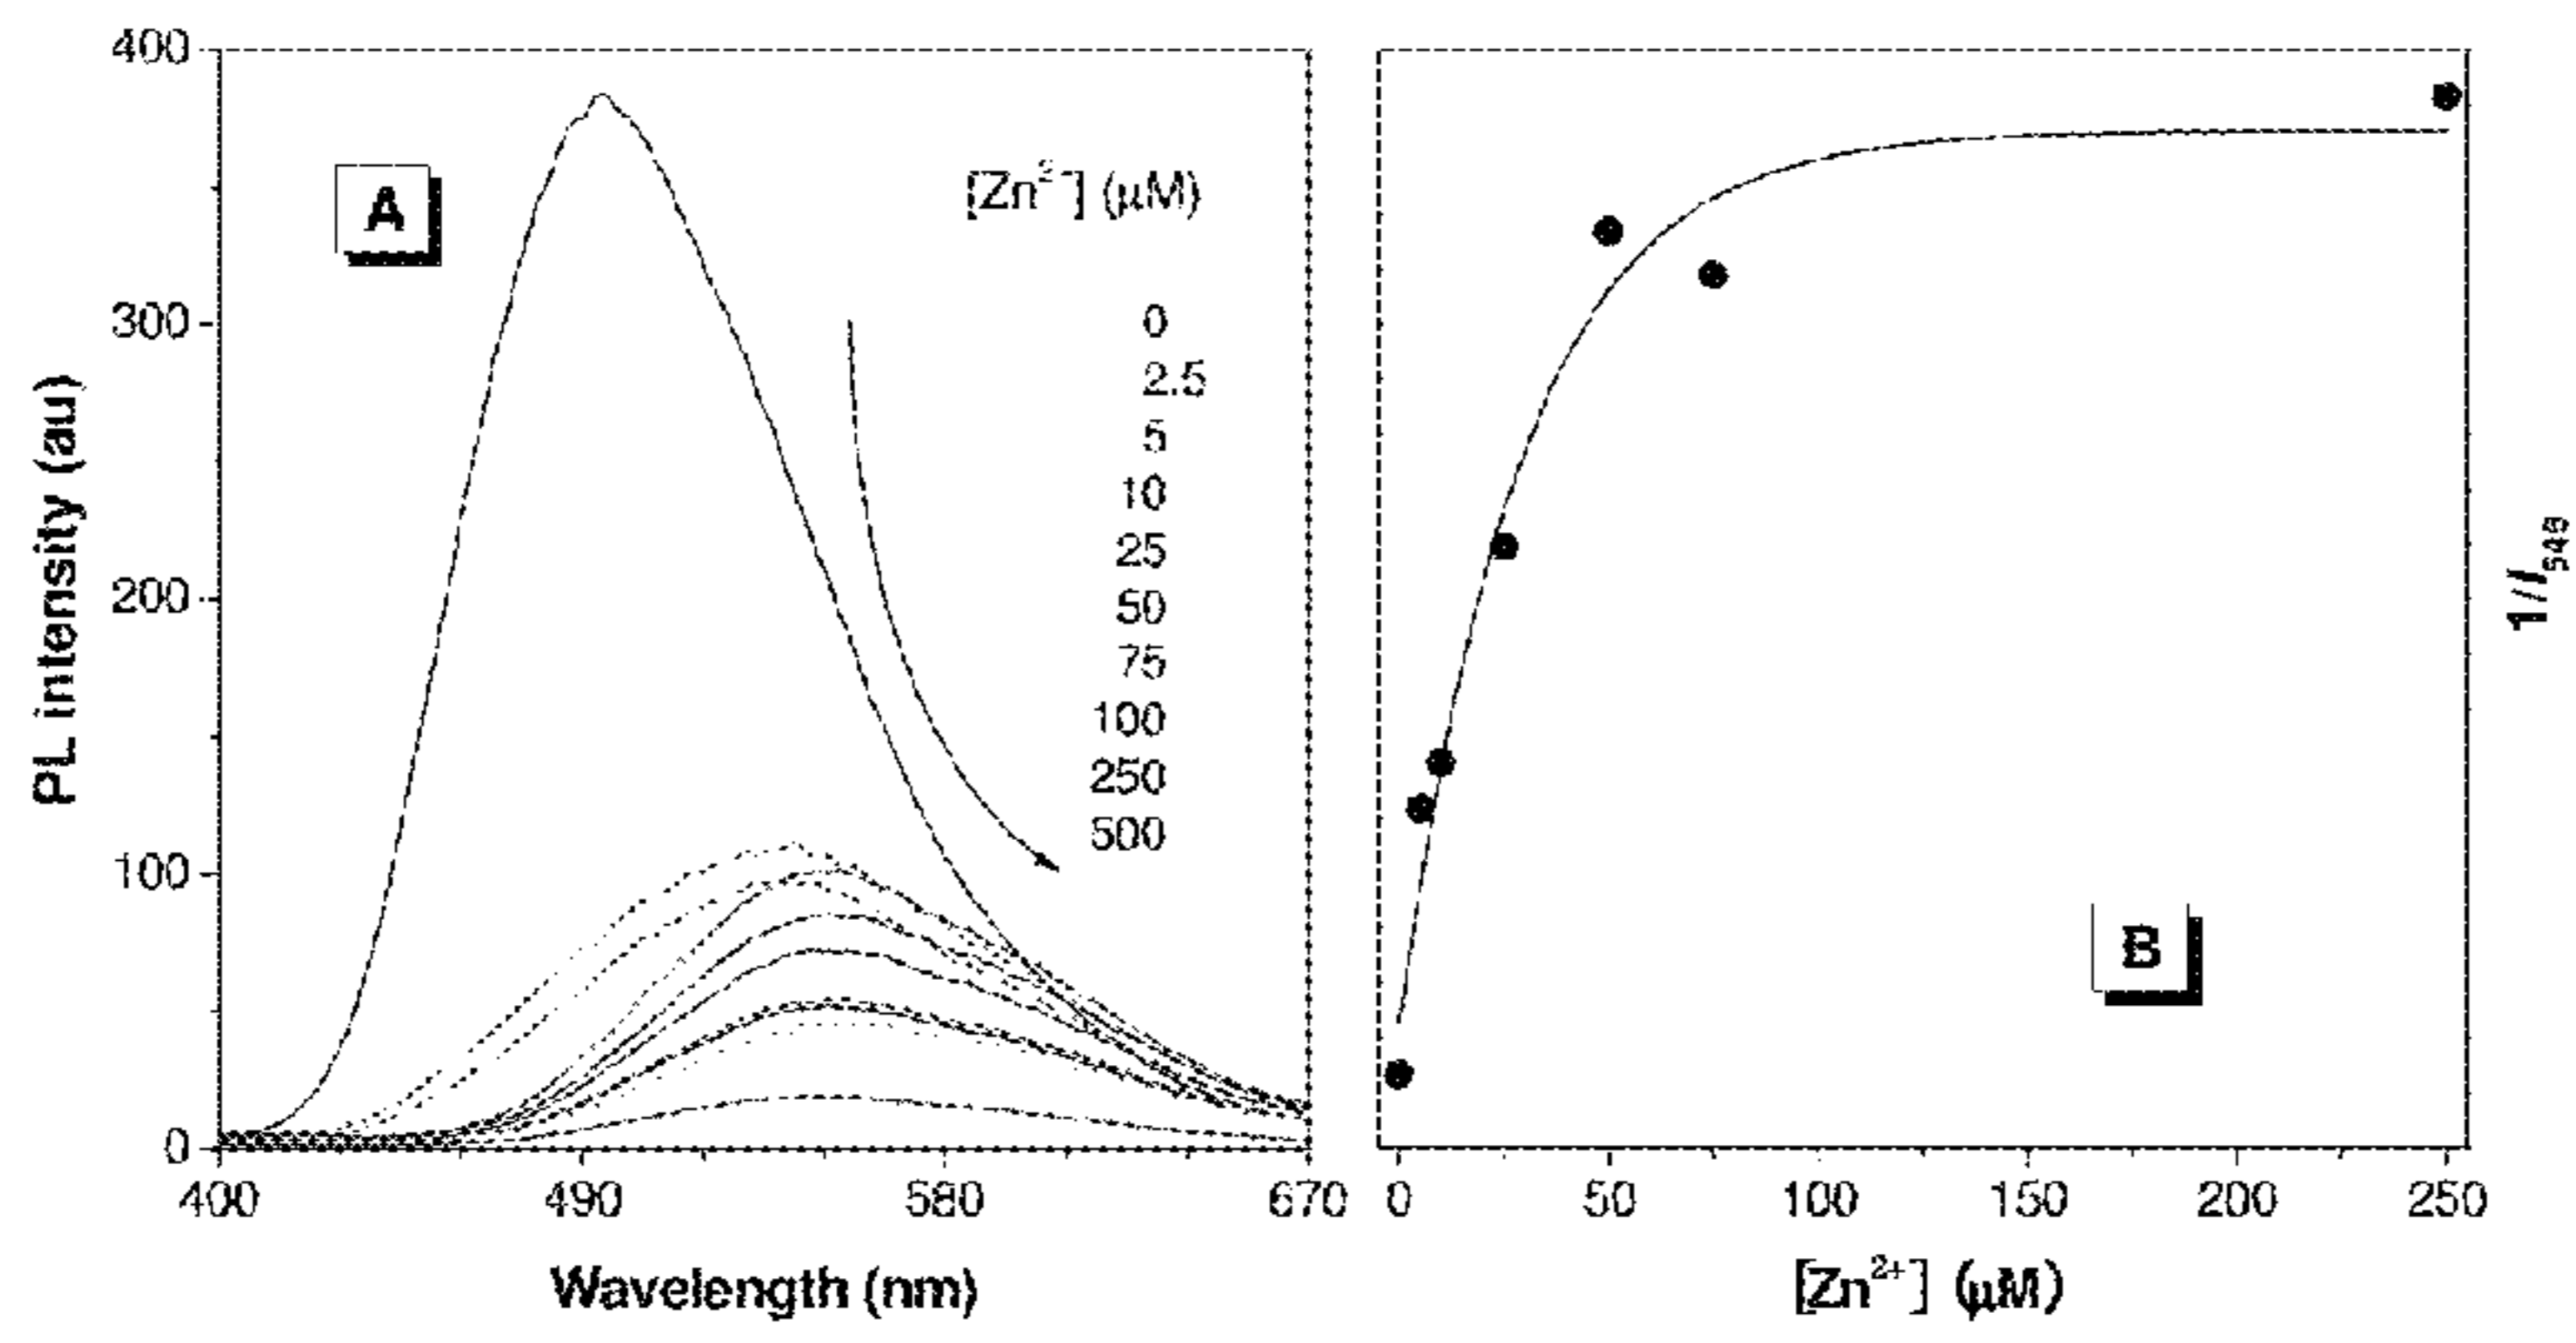 400
300
200
100
0
PL intensity (au)
A
[Zn²⁻] (µM)
0
2.5
5
10
25
50
75
100
250
500
400 490 580 670
Wavelength (nm)
B
0 50 100 150 200 250
[Zn²⁺] (µM)
1/I₅₄₈